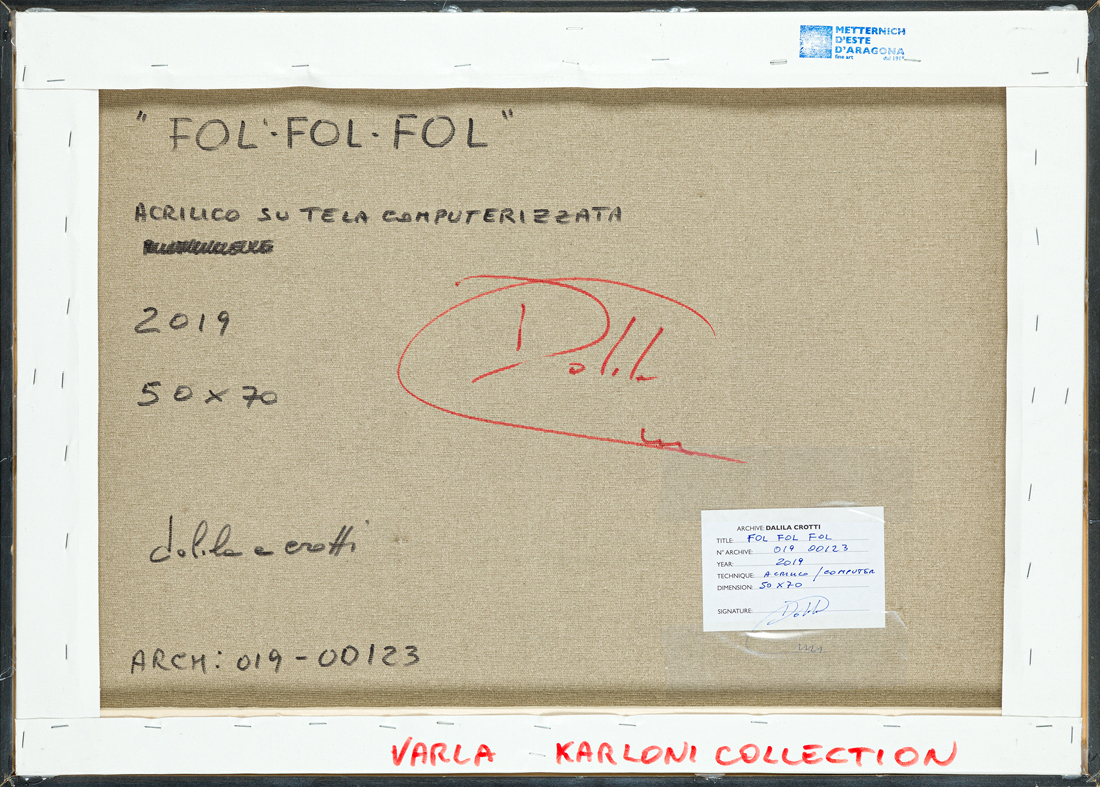 METTERNICH
D'ESTE
D'ARAGONA
fine art
"FOL·FOL·FOL"
ACRILICO SU TELA COMPUTERIZZATA
2019
50 x 70
Dalila
dalila c crotti
ARCH: 019-00123
ARCHIVE: DALILA CROTTI
TITLE: FOL FOL FOL
N° ARCHIVE: 019 00123
YEAR: 2019
TECHNIQUE: ACRILICO / COMPUTER
DIMENSION: 50 X 70
SIGNATURE: Dalila
VARLA KARLONI COLLECTION